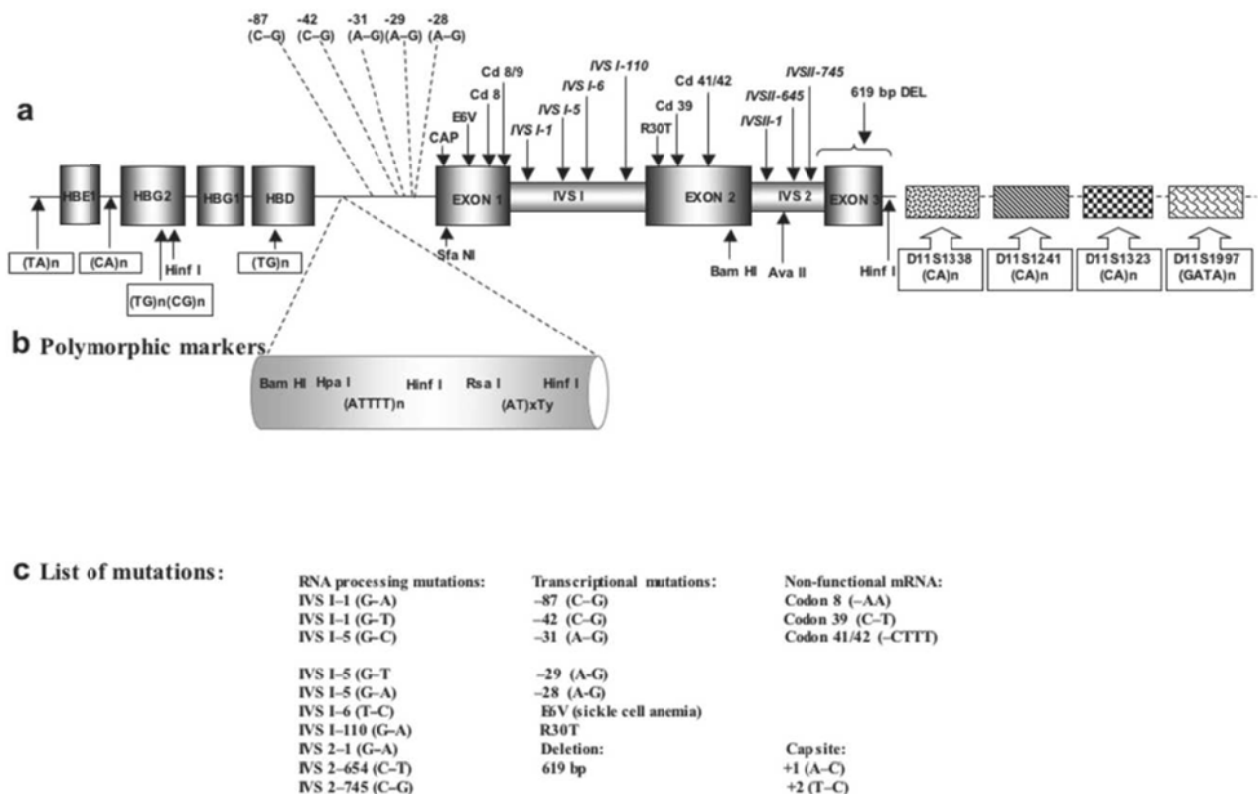 -87 -42 -31 -29 -28
(C–G) (C–G) (A–G) (A–G) (A–G)
a
CAP
E6V
Cd 8
Cd 8/9
IVS I-1
IVS I-5
IVS I-6
IVS I-110
R30T
Cd 39
Cd 41/42
IVSII-1
IVSII-645
IVSII-745
619 bp DEL
HBE1 HBG2 HBG1 HBD EXON 1 IVS I EXON 2 IVS 2 EXON 3
(TA)n (CA)n Hinf I (TG)n
(TG)n(CG)n
Sfa NI
Bam HI Ava II Hinf I
D11S1338 D11S1241 D11S1323 D11S1997
(CA)n (CA)n (CA)n (GATA)n
b Polymorphic markers
Bam HI Hpa I Hinf I Rsa I Hinf I
(ATTTT)n (AT)xTy
c List of mutations:
RNA processing mutations: Transcriptional mutations: Non-functional mRNA:
IVS I–1 (G–A) –87 (C–G) Codon 8 (–AA)
IVS I–1 (G–T) –42 (C–G) Codon 39 (C–T)
IVS I–5 (G–C) –31 (A–G) Codon 41/42 (–CTTT)
IVS I–5 (G–T –29 (A-G)
IVS I–5 (G–A) –28 (A-G)
IVS I–6 (T–C) E6V (sickle cell anemia)
IVS I–110 (G–A) R30T
IVS 2–1 (G–A) Deletion: Cap site:
IVS 2–654 (C–T) 619 bp +1 (A–C)
IVS 2–745 (C–G) +2 (T–C)